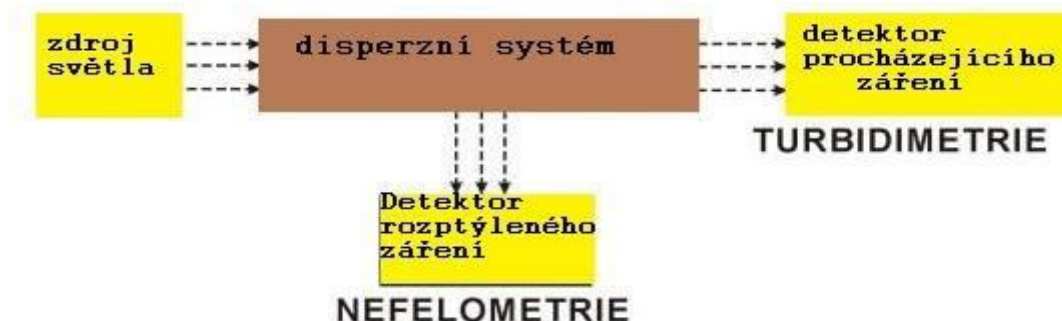 zdroj
světla
disperzní systém
detektor
procházejícího
záření
TURBIDIMETRIE
Detektor
rozptýleného
záření
NEFELOMETRIE